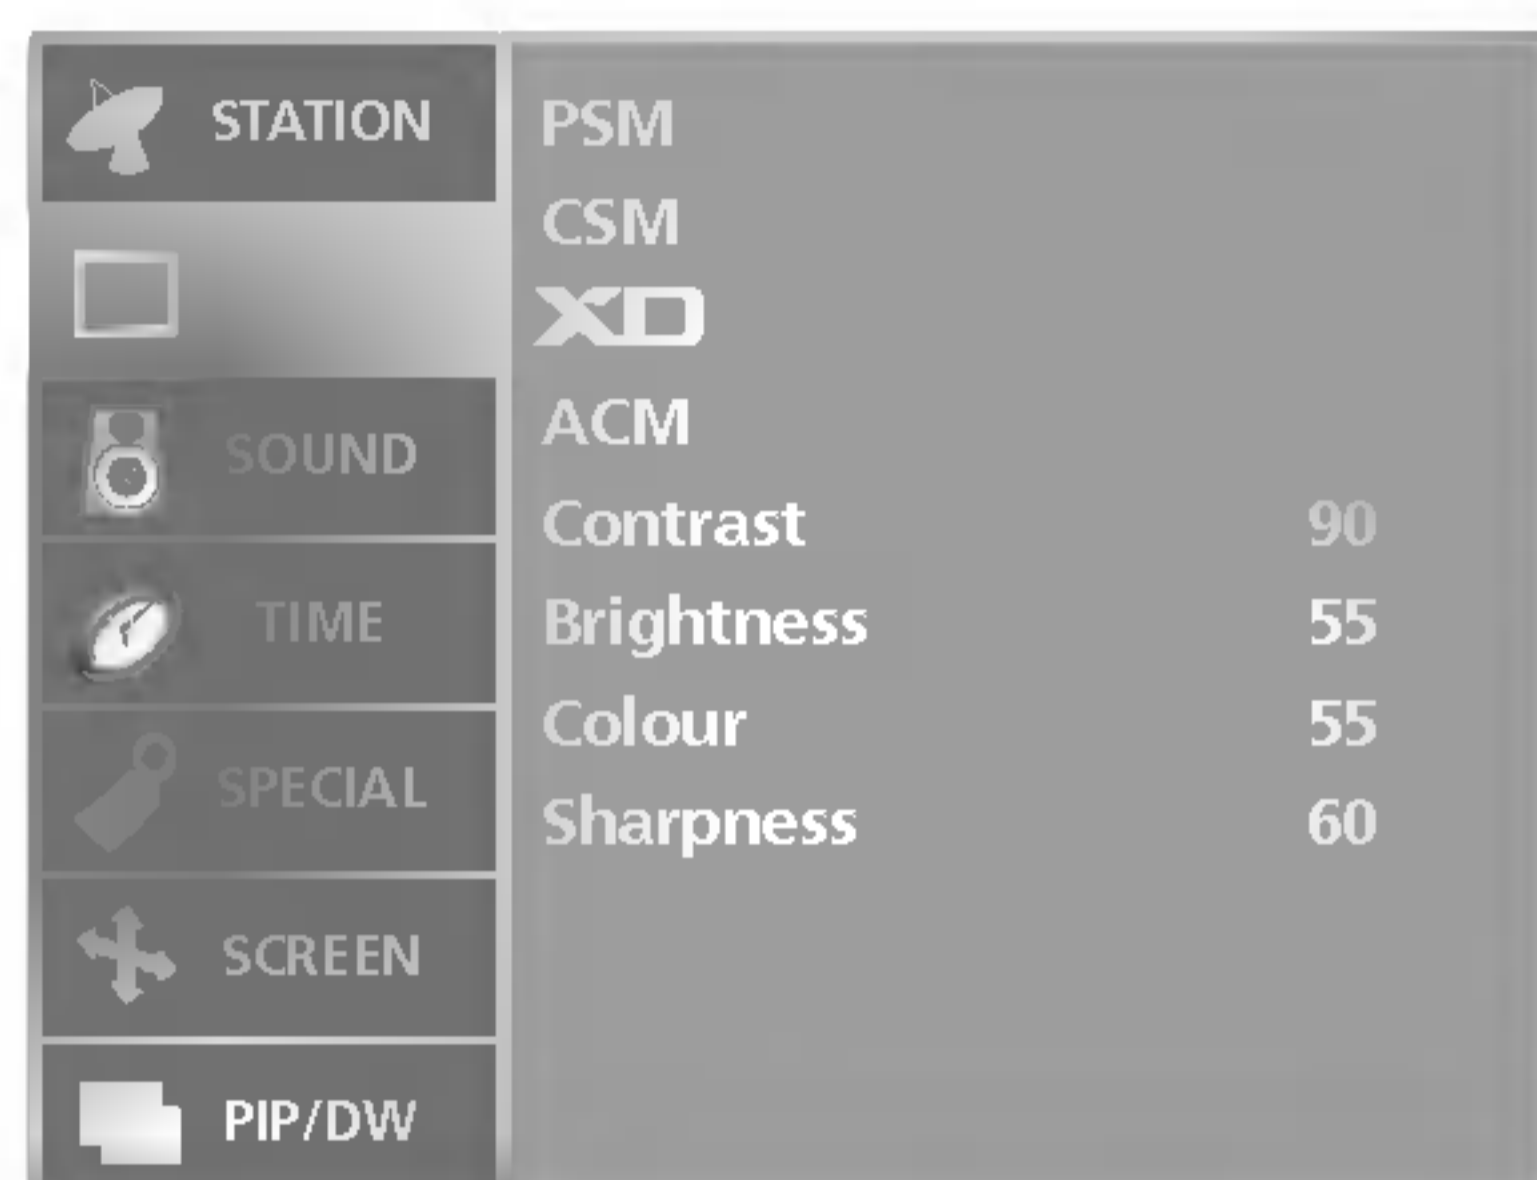 STATION
SOUND
TIME
SPECIAL
SCREEN
PIP/DW
PSM
CSM
XD
ACM
Contrast 90
Brightness 55
Colour 55
Sharpness 60